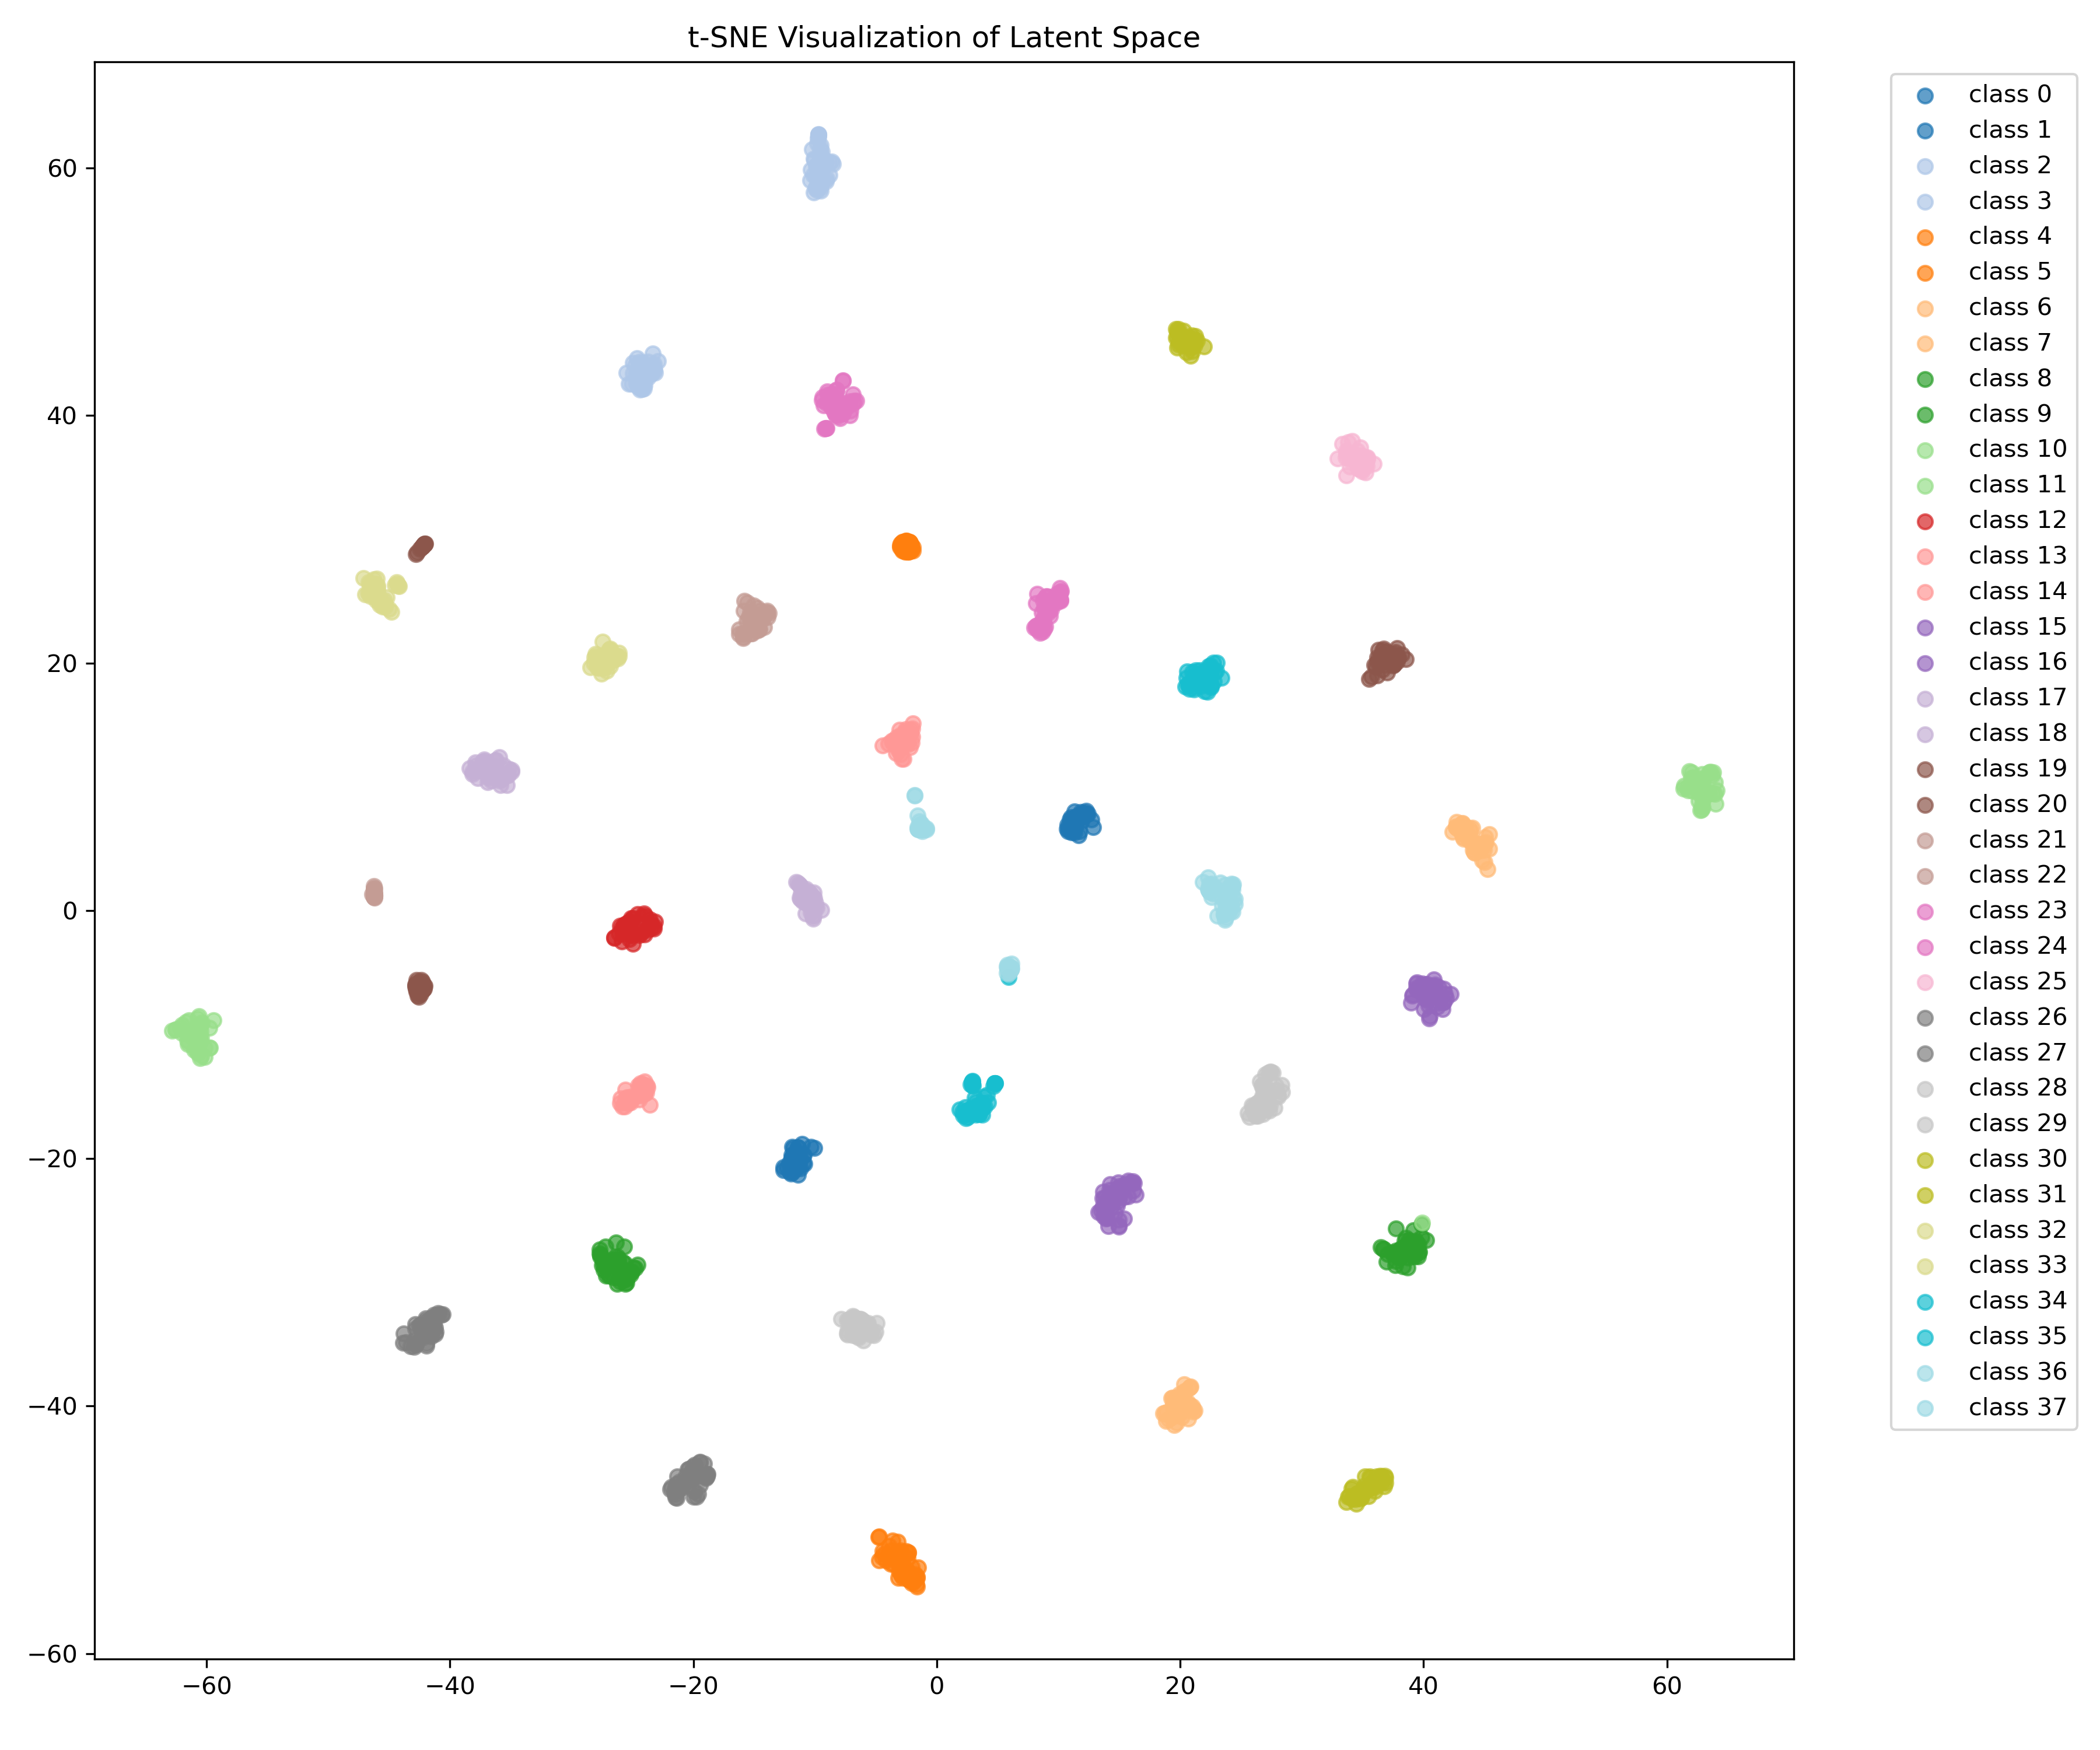 t-SNE Visualization of Latent Space
60
40
20
0
−20
−40
−60
−60 −40 −20 0 20 40 60
class 0
class 1
class 2
class 3
class 4
class 5
class 6
class 7
class 8
class 9
class 10
class 11
class 12
class 13
class 14
class 15
class 16
class 17
class 18
class 19
class 20
class 21
class 22
class 23
class 24
class 25
class 26
class 27
class 28
class 29
class 30
class 31
class 32
class 33
class 34
class 35
class 36
class 37